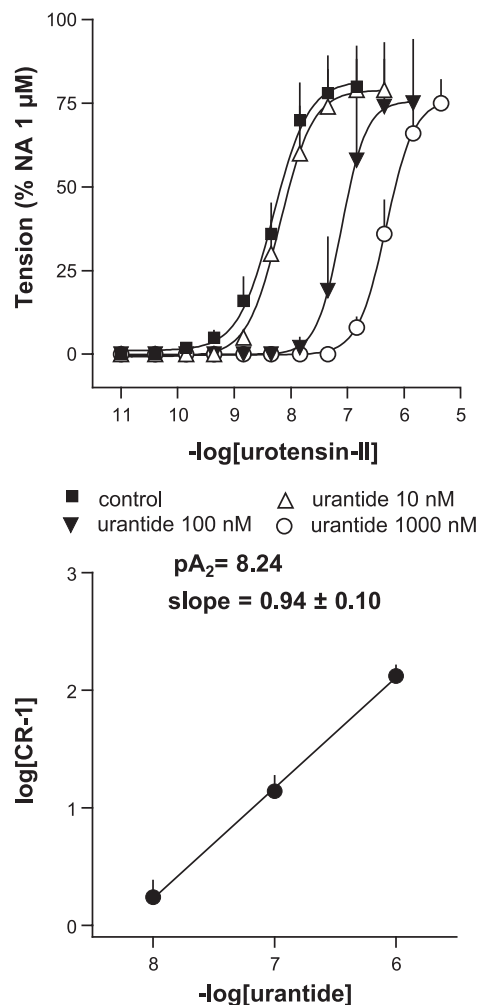 100
75
50
25
0
Tension (% NA 1 µM)
11 10 9 8 7 6 5
-log[urotensin-II]
control urantide 10 nM
urantide 100 nM urantide 1000 nM
pA₂= 8.24
slope = 0.94 ± 0.10
3
2
1
0
log[CR-1]
8 7 6
-log[urantide]